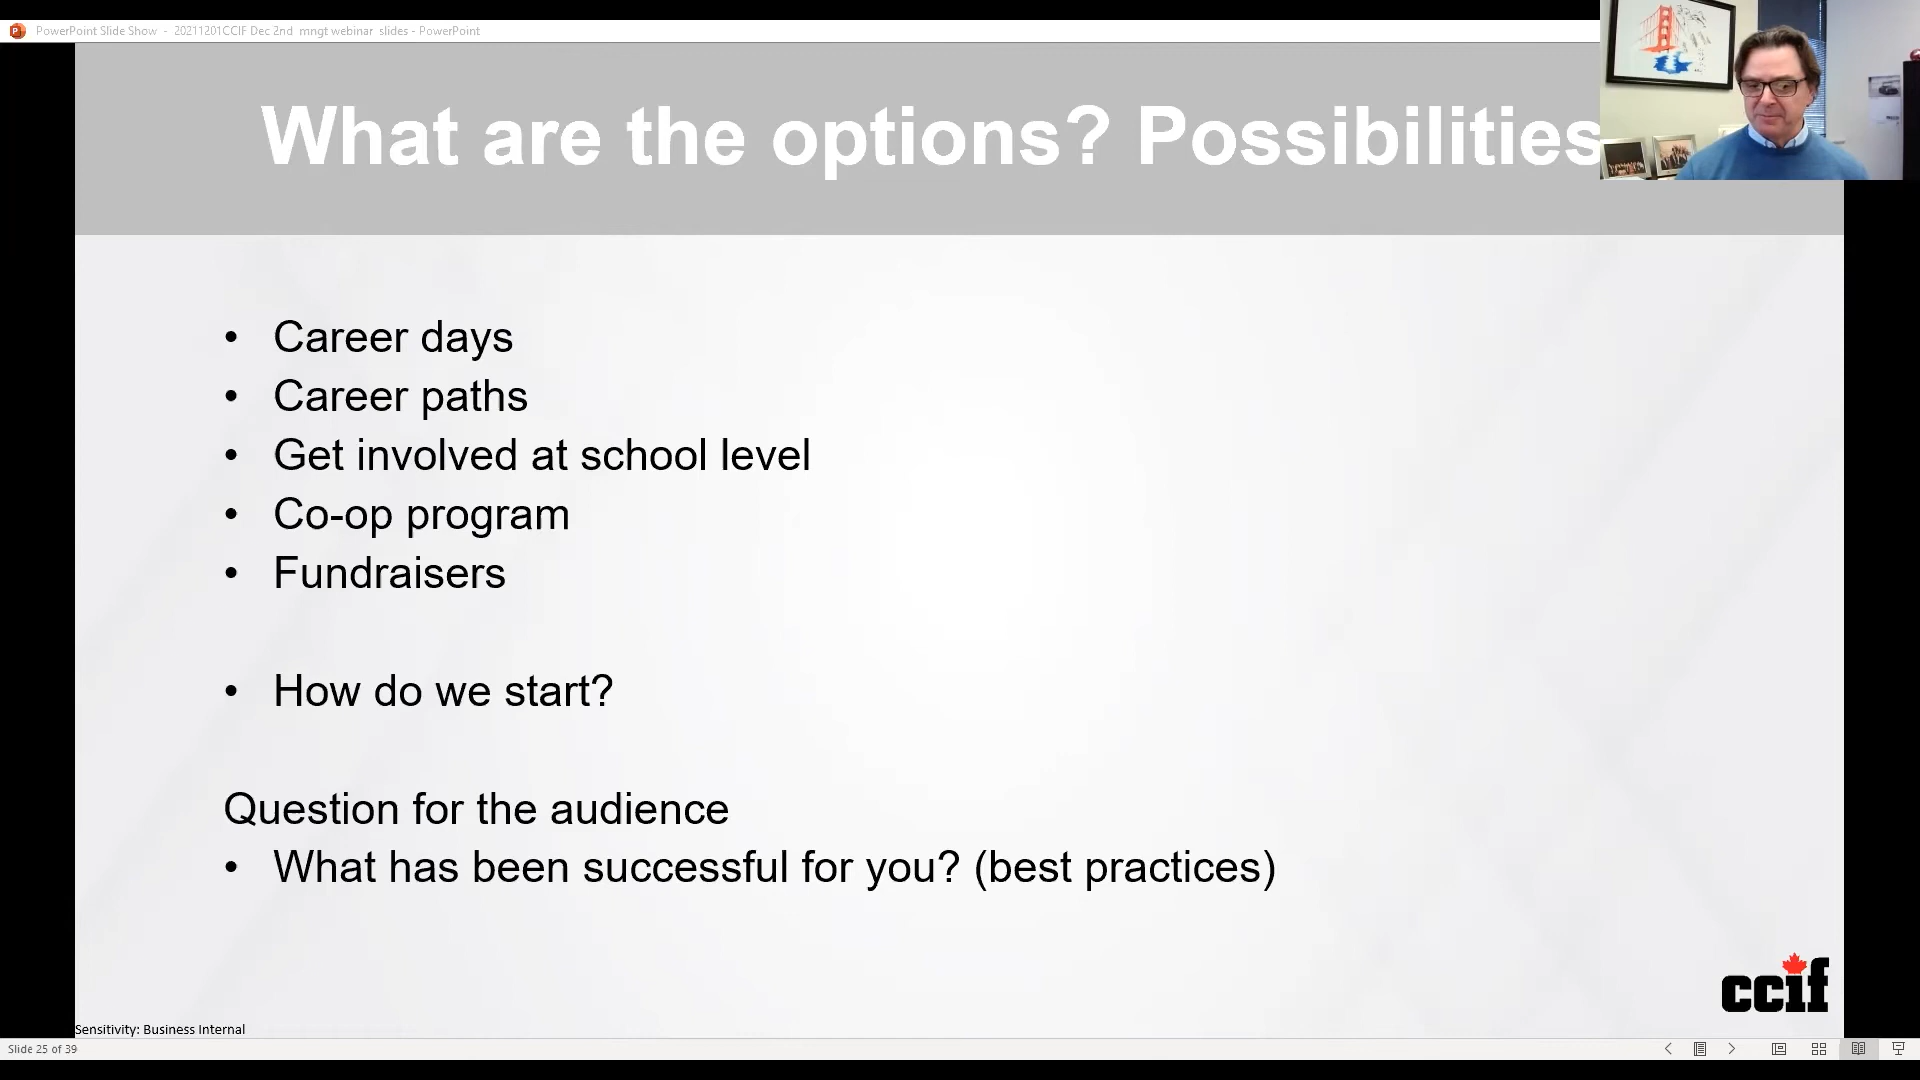 PowerPoint Slide Show - 20211201CCIF Dec 2nd mngt webinar slides - PowerPoint
What are the options? Possibilities
• Career days
• Career paths
• Get involved at school level
• Co-op program
• Fundraisers
• How do we start?
Question for the audience
• What has been successful for you? (best practices)
ccif
Sensitivity: Business Internal
Slide 25 of 39